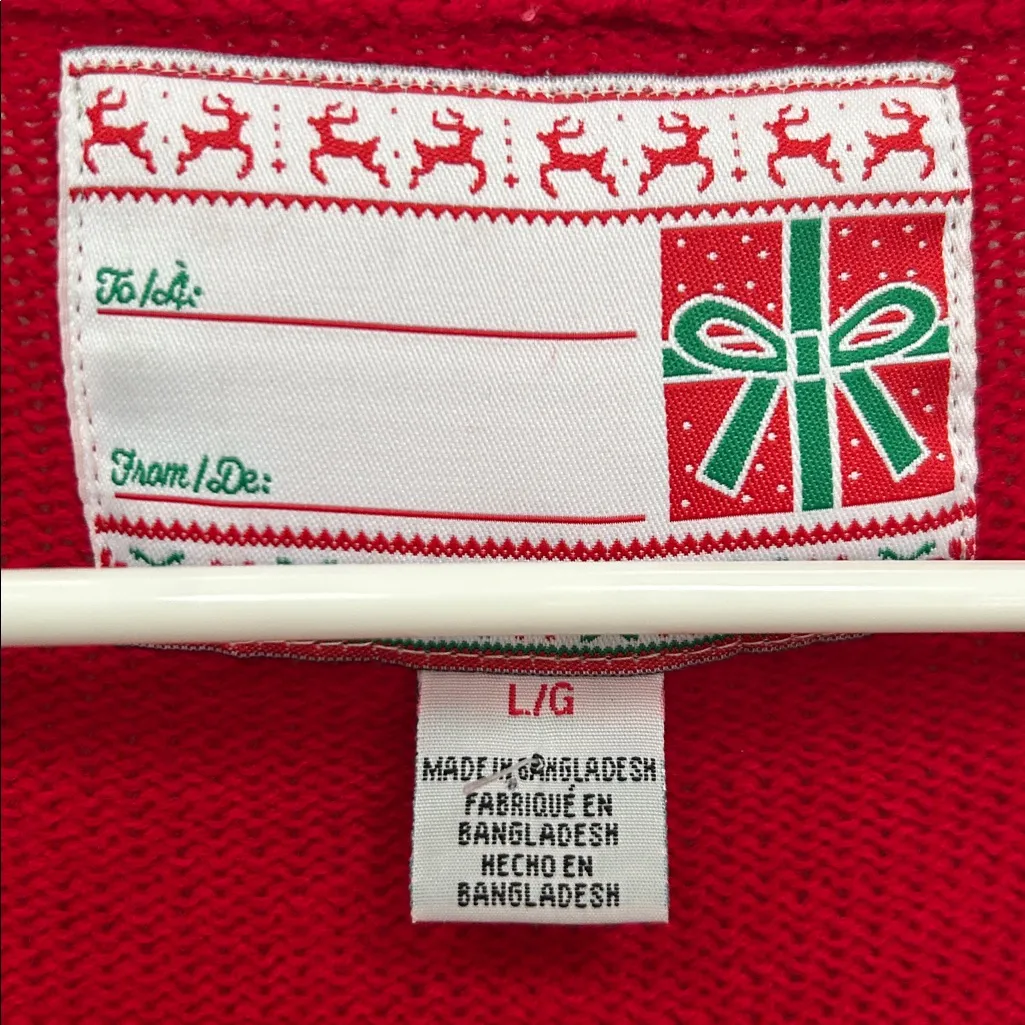 To/À:
From/De:
L/G
MADE IN BANGLADESH
FABRIQUÉ EN
BANGLADESH
HECHO EN
BANGLADESH